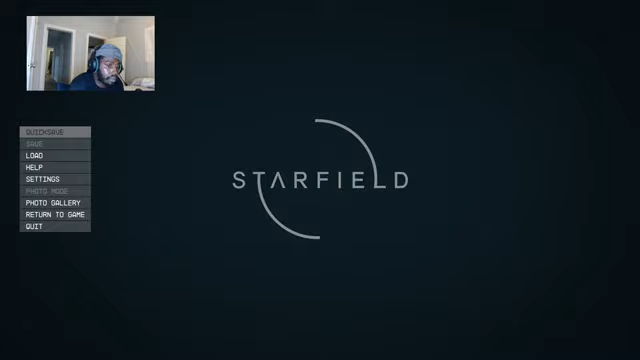 QUICKSAVE
SAVE
LOAD
HELP
SETTINGS
PHOTO MODE
PHOTO GALLERY
RETURN TO GAME
QUIT
STARFIELD